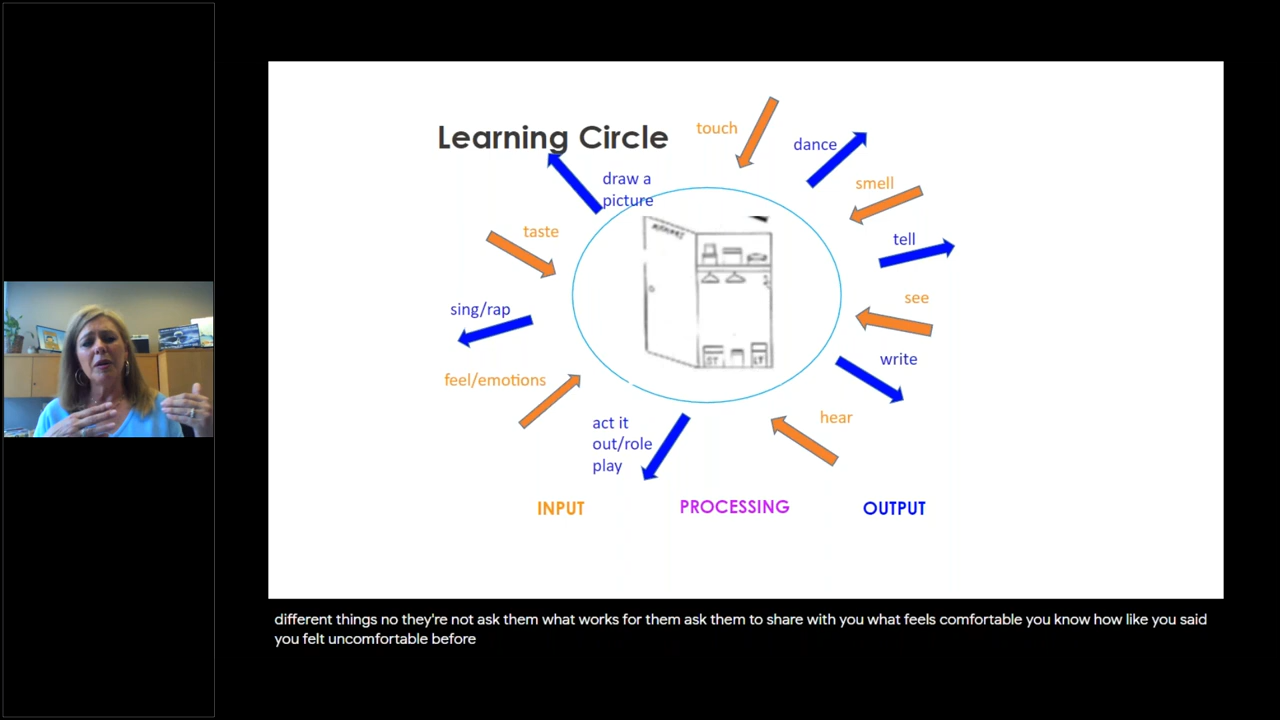 Learning Circle
touch
dance
draw a
picture
smell
taste
tell
see
sing/rap
write
feel/emotions
hear
act it
out/role
play
ST
LT
INPUT
PROCESSING
OUTPUT
different things no they're not ask them what works for them ask them to share with you what feels comfortable you know how like you said
you felt uncomfortable before